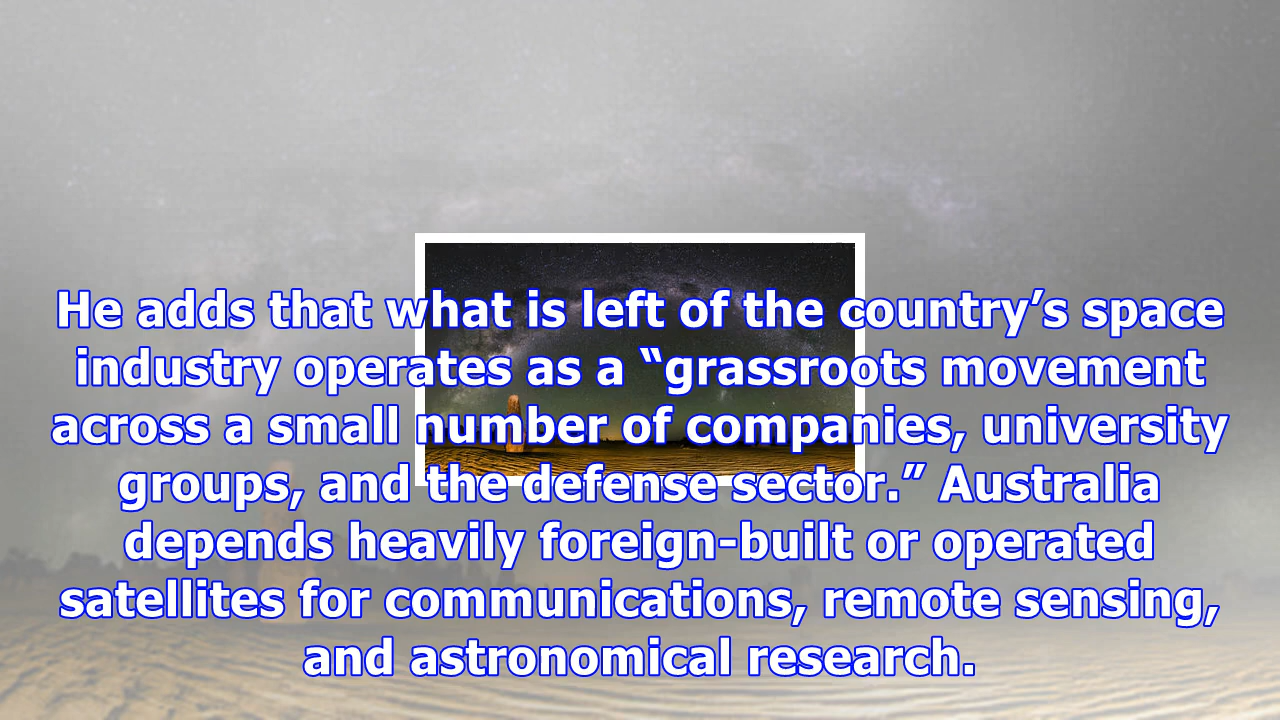 He adds that what is left of the country’s space
industry operates as a “grassroots movement
across a small number of companies, university
groups, and the defense sector.” Australia
depends heavily foreign-built or operated
satellites for communications, remote sensing,
and astronomical research.